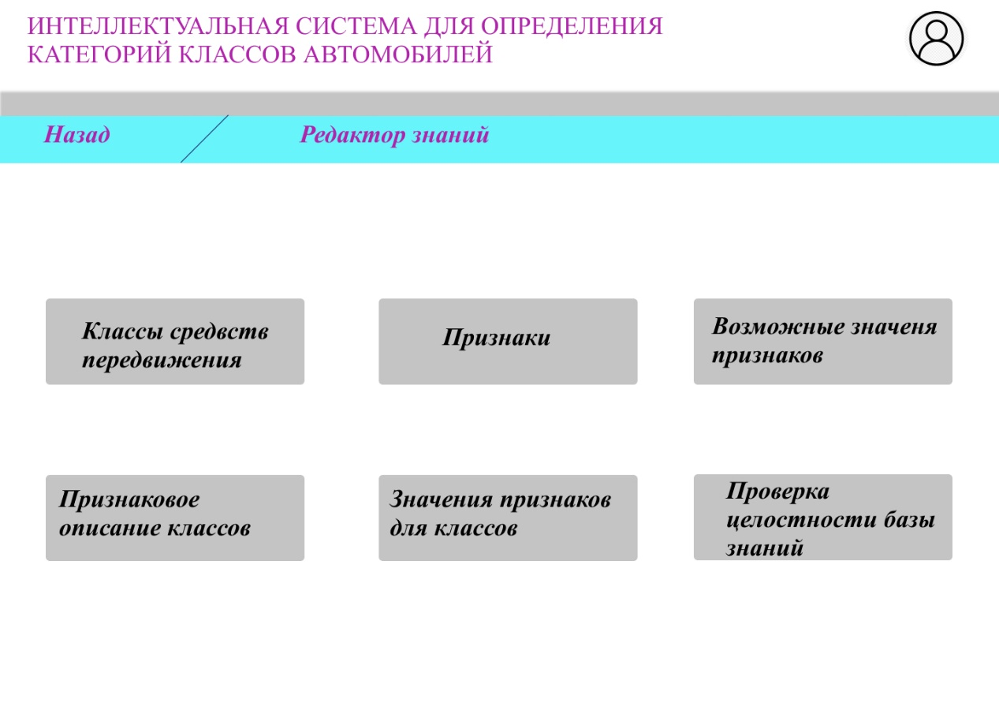 ИНТЕЛЛЕКТУАЛЬНАЯ СИСТЕМА ДЛЯ ОПРЕДЕЛЕНИЯ
КАТЕГОРИЙ КЛАССОВ АВТОМОБИЛЕЙ
Назад
Редактор знаний
Классы средвств
передвижения
Признаки
Возможные значеня
признаков
Признаковое
описание классов
Значения признаков
для классов
Проверка
целостности базы
знаний